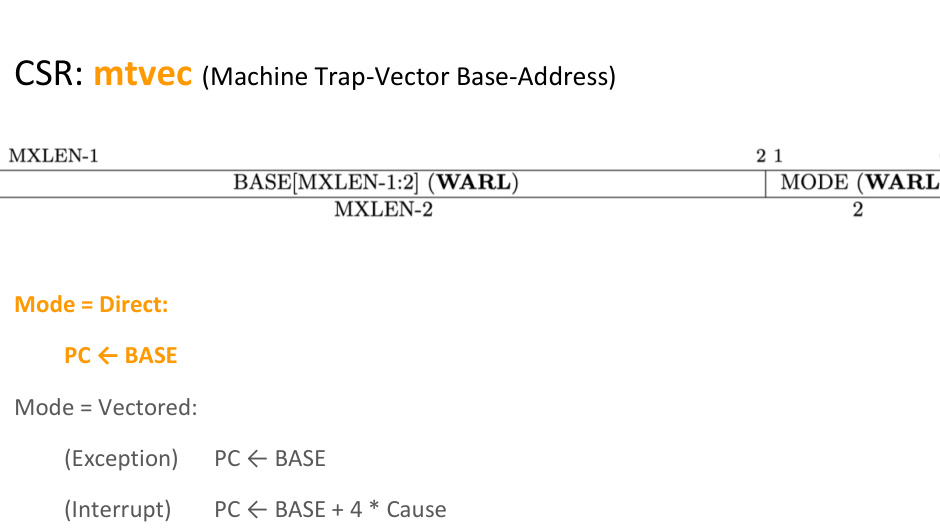 CSR: mtvec (Machine Trap-Vector Base-Address)
MXLEN-1 2 1
BASE[MXLEN-1:2] (WARL) MODE (WARL
MXLEN-2 2
Mode = Direct:
PC ← BASE
Mode = Vectored:
(Exception) PC ← BASE
(Interrupt) PC ← BASE + 4 * Cause